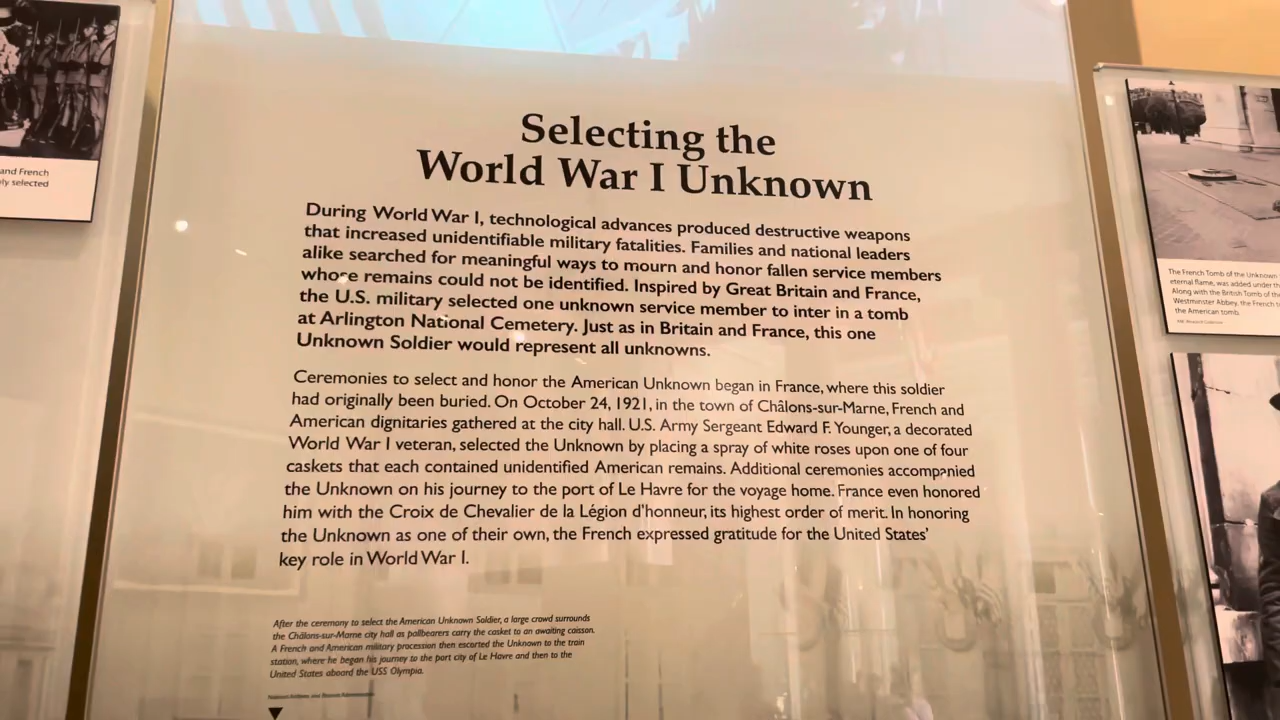 and French
ly selected
Selecting the
World War I Unknown
During World War I, technological advances produced destructive weapons
that increased unidentifiable military fatalities. Families and national leaders
alike searched for meaningful ways to mourn and honor fallen service members
whose remains could not be identified. Inspired by Great Britain and France,
the U.S. military selected one unknown service member to inter in a tomb
at Arlington National Cemetery. Just as in Britain and France, this one
Unknown Soldier would represent all unknowns.
Ceremonies to select and honor the American Unknown began in France, where this soldier
had originally been buried. On October 24, 1921, in the town of Châlons-sur-Marne, French and
American dignitaries gathered at the city hall. U.S. Army Sergeant Edward F. Younger, a decorated
World War I veteran, selected the Unknown by placing a spray of white roses upon one of four
caskets that each contained unidentified American remains. Additional ceremonies accompanied
the Unknown on his journey to the port of Le Havre for the voyage home. France even honored
him with the Croix de Chevalier de la Légion d'honneur, its highest order of merit. In honoring
the Unknown as one of their own, the French expressed gratitude for the United States'
key role in World War I.
After the ceremony to select the American Unknown Soldier, a large crowd surrounds
the Châlons-sur-Marne city hall as pallbearers carry the casket to an awaiting caisson.
A French and American military procession then escorted the Unknown to the train
station, where he began his journey to the port city of Le Havre and then to the
United States aboard the USS Olympia.
The French Tomb of the Unknown
eternal flame, was added under th
Along with the British Tomb of the
Westminster Abbey, the French t
the American tomb.